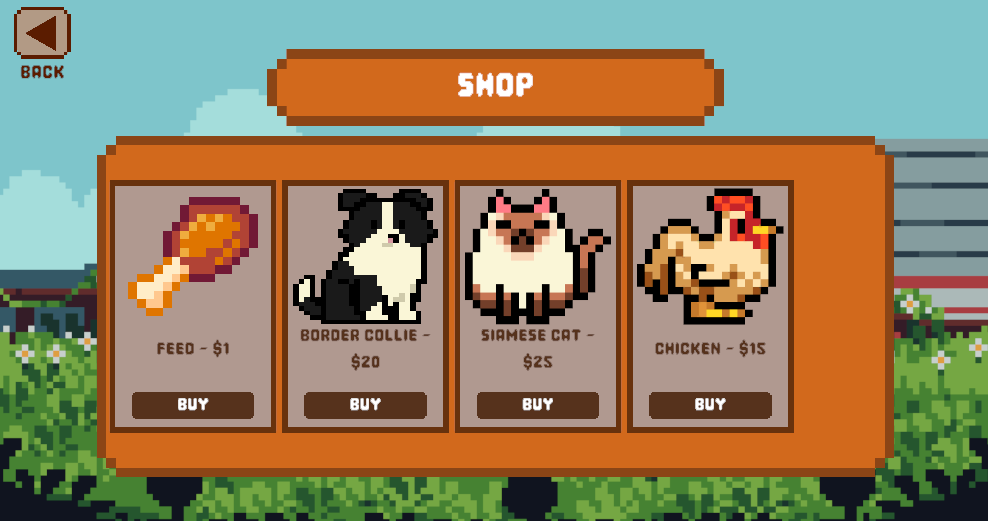 BACK
SHOP
FEED - $1
BUY
BORDER COLLIE -
$20
BUY
SIAMESE CAT -
$25
BUY
CHICKEN - $15
BUY